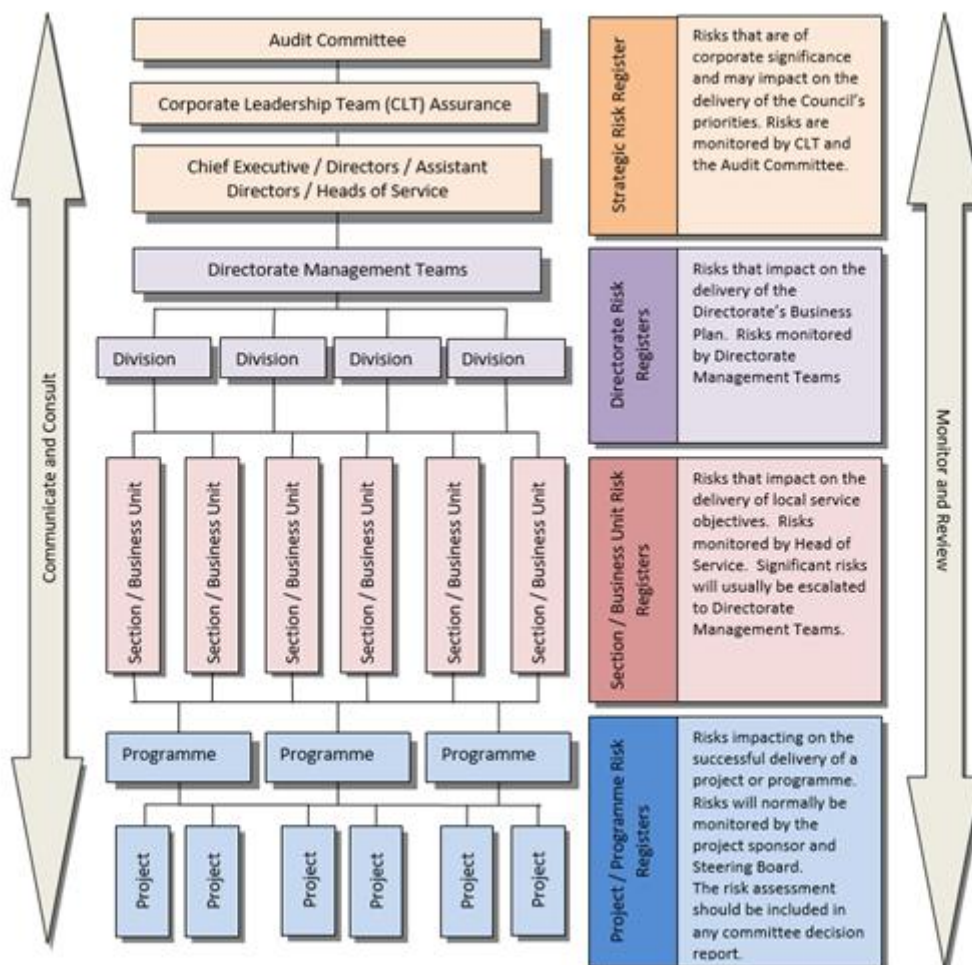 Communicate and Consult
Audit Committee
Corporate Leadership Team (CLT) Assurance
Chief Executive / Directors / Assistant
Directors / Heads of Service
Directorate Management Teams
Division
Division
Division
Division
Section / Business Unit
Section / Business Unit
Section / Business Unit
Section / Business Unit
Section / Business Unit
Section / Business Unit
Programme
Programme
Programme
Project
Project
Project
Project
Project
Project
Strategic Risk Register
Risks that are of
corporate significance
and may impact on the
delivery of the Council's
priorities. Risks are
monitored by CLT and
the Audit Committee.
Directorate Risk
Registers
Risks that impact on the
delivery of the
Directorate's Business
Plan. Risks monitored
by Directorate
Management Teams
Section / Business Unit Risk
Registers
Risks that impact on the
delivery of local service
objectives. Risks
monitored by Head of
Service. Significant risks
will usually be escalated
to Directorate
Management Teams.
Project / Programme Risk
Registers
Risks impacting on the
successful delivery of a
project or programme.
Risks will normally be
monitored by the
project sponsor and
Steering Board.
The risk assessment
should be included in
any committee decision
report.
Monitor and Review